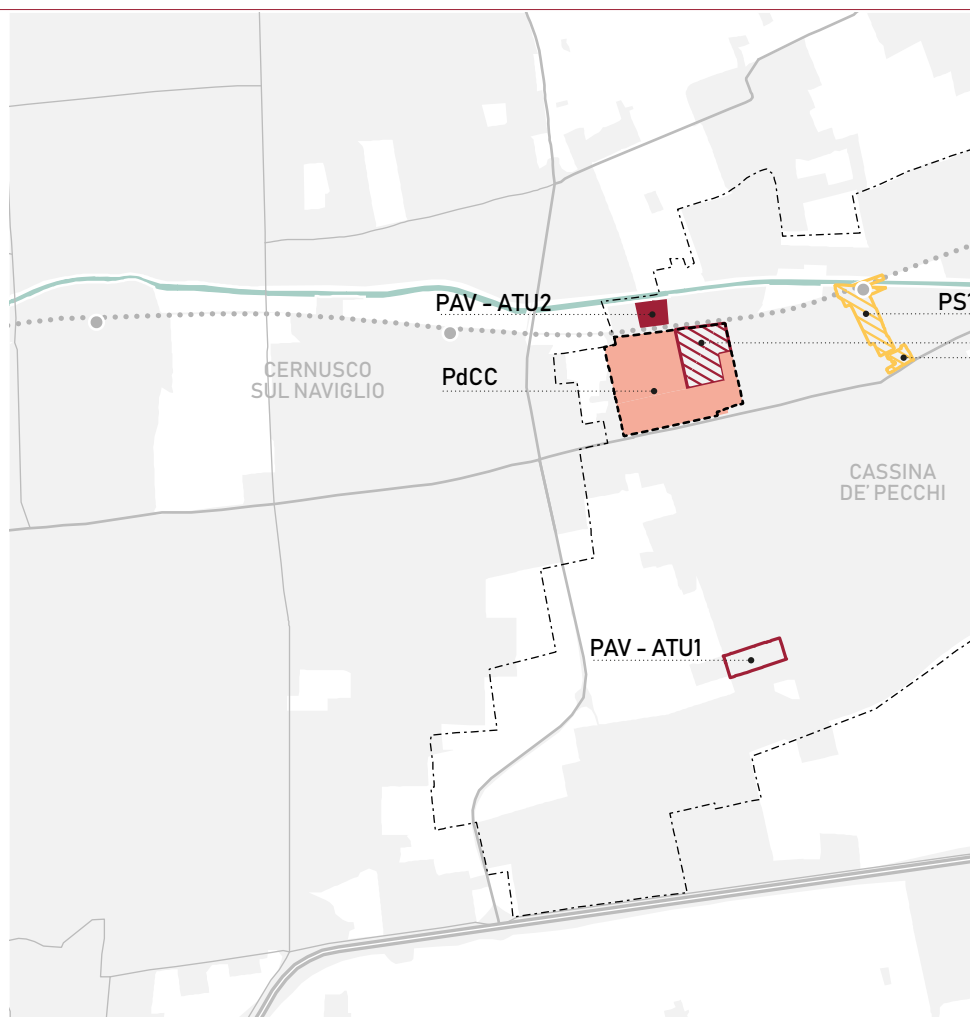 PAV - ATU2
CERNUSCO
SUL NAVIGLIO
PdCC
CASSINA
DE' PECCHI
PAV - ATU1